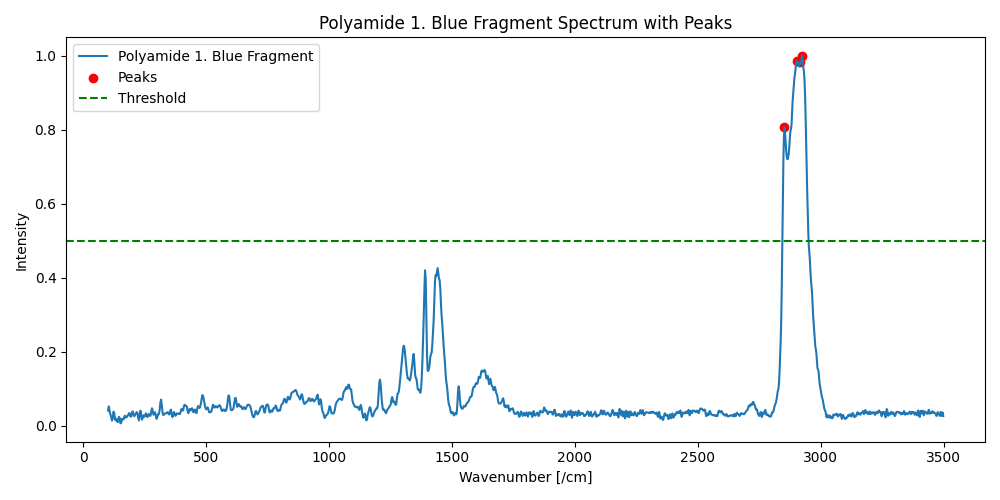 Polyamide 1. Blue Fragment Spectrum with Peaks
Polyamide 1. Blue Fragment
Peaks
Threshold
1.0
0.8
0.6
0.4
0.2
0.0
Intensity
0 500 1000 1500 2000 2500 3000 3500
Wavenumber [/cm]